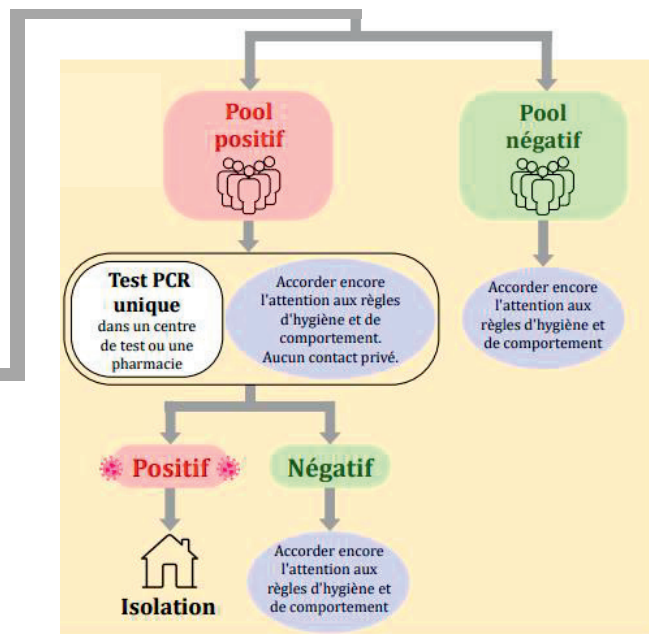 Pool
positif
Pool
négatif
Test PCR
unique
dans un centre
de test ou une
pharmacie
Accorder encore
l'attention aux règles
d'hygiène et de
comportement.
Aucun contact privé.
Accorder encore
l'attention aux
règles d'hygiène et
de comportement
Positif
Négatif
Isolation
Accorder encore
l'attention aux
règles d'hygiène et
de comportement